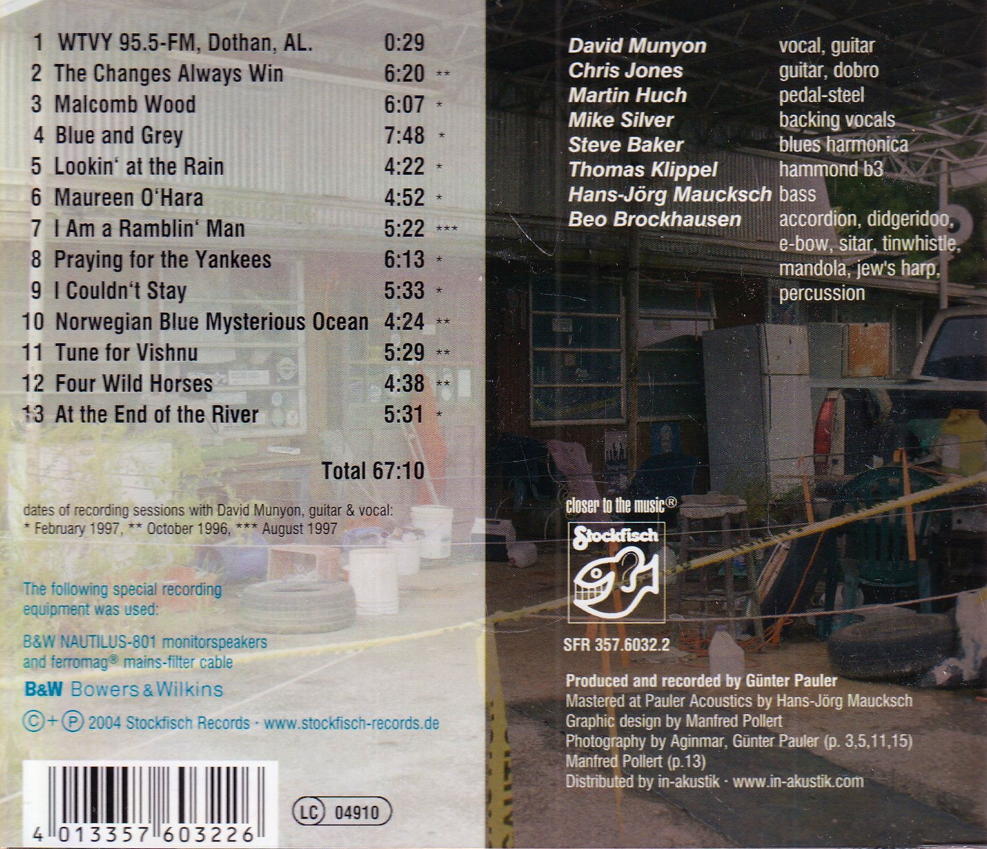 1 WTVY 95.5-FM, Dothan, AL. 0:29
2 The Changes Always Win 6:20 **
3 Malcomb Wood 6:07 *
4 Blue and Grey 7:48 *
5 Lookin‘ at the Rain 4:22 *
6 Maureen O‘Hara 4:52 *
7 I Am a Ramblin‘ Man 5:22 ***
8 Praying for the Yankees 6:13 *
9 I Couldn‘t Stay 5:33 *
10 Norwegian Blue Mysterious Ocean 4:24 **
11 Tune for Vishnu 5:29 **
12 Four Wild Horses 4:38 **
13 At the End of the River 5:31 *
Total 67:10
dates of recording sessions with David Munyon, guitar & vocal:
* February 1997, ** October 1996, *** August 1997
The following special recording
equipment was used:
B&W NAUTILUS-801 monitorspeakers
and ferromag® mains-filter cable
B&W Bowers & Wilkins
©+℗ 2004 Stockfisch Records · www.stockfisch-records.de
4 013357 603226
LC 04910
David Munyon vocal, guitar
Chris Jones guitar, dobro
Martin Huch pedal-steel
Mike Silver backing vocals
Steve Baker blues harmonica
Thomas Klippel hammond b3
Hans-Jörg Maucksch bass
Beo Brockhausen accordion, didgeridoo,
e-bow, sitar, tinwhistle,
mandola, jew's harp,
percussion
closer to the music®
Stockfisch
SFR 357.6032.2
Produced and recorded by Günter Pauler
Mastered at Pauler Acoustics by Hans-Jörg Maucksch
Graphic design by Manfred Pollert
Photography by Aginmar, Günter Pauler (p. 3,5,11,15)
Manfred Pollert (p.13)
Distributed by in-akustik · www.in-akustik.com